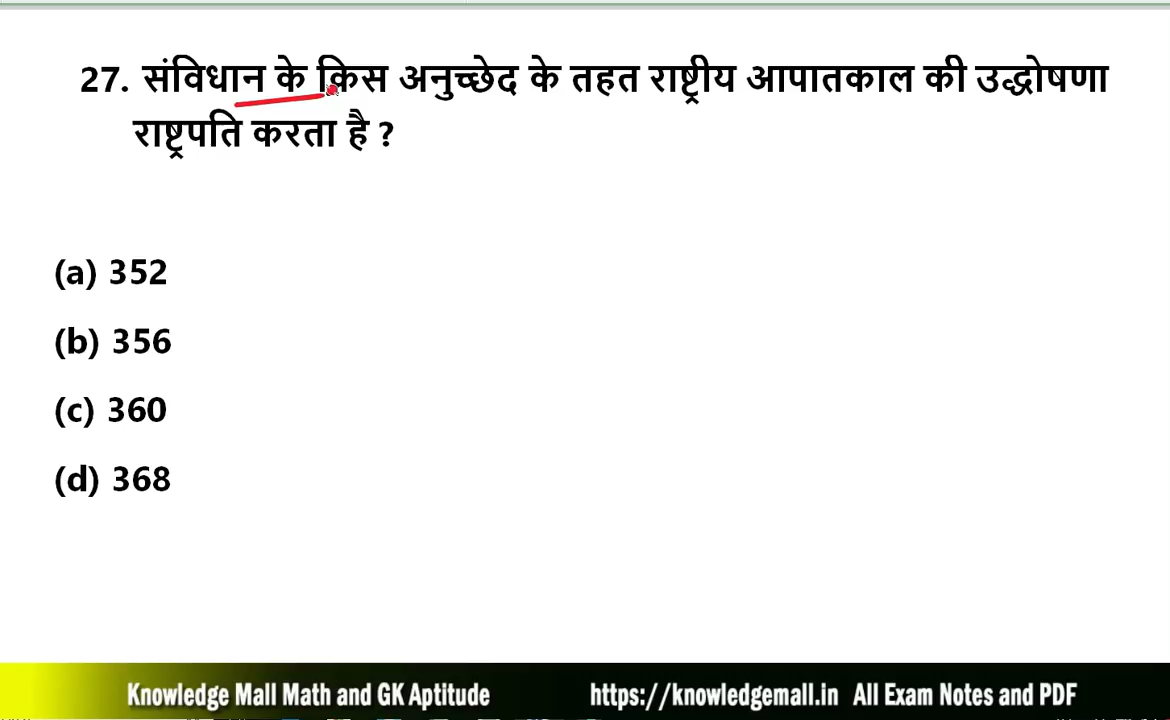 27. संविधान के किस अनुच्छेद के तहत राष्ट्रीय आपातकाल की उद्घोषणा
राष्ट्रपति करता है ?
(a) 352
(b) 356
(c) 360
(d) 368
Knowledge Mall Math and GK Aptitude https://knowledgemall.in All Exam Notes and PDF